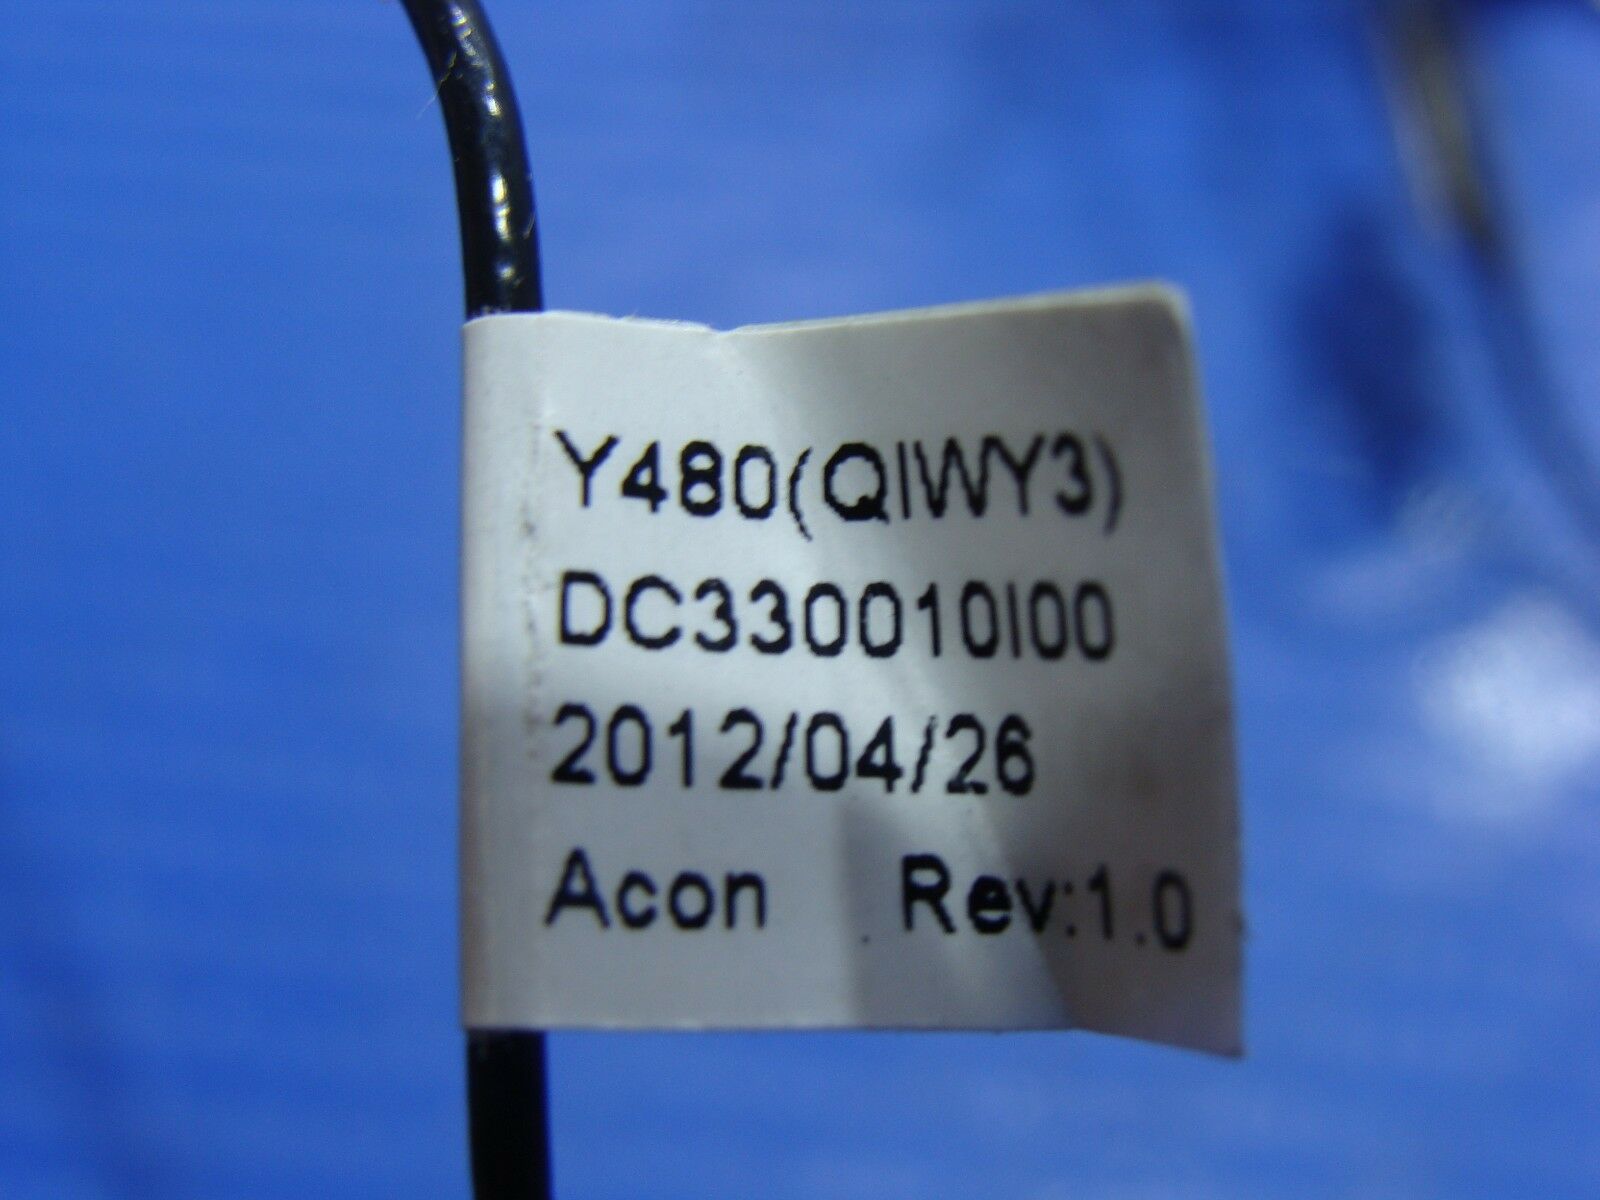 Y480(QIWY3)
DC330010I00
2012/04/26
Acon Rev:1.0